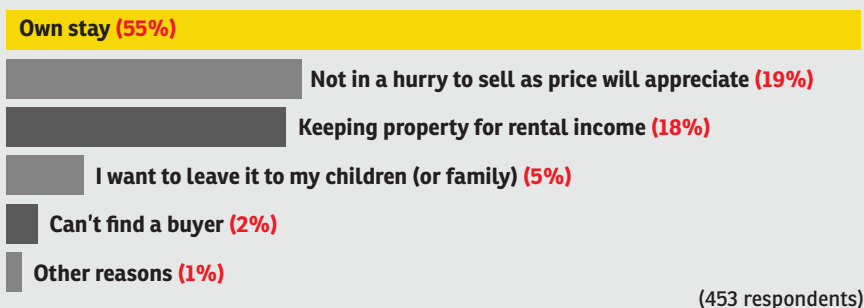 Own stay (55%)
Not in a hurry to sell as price will appreciate (19%)
Keeping property for rental income (18%)
I want to leave it to my children (or family) (5%)
Can't find a buyer (2%)
Other reasons (1%)
(453 respondents)